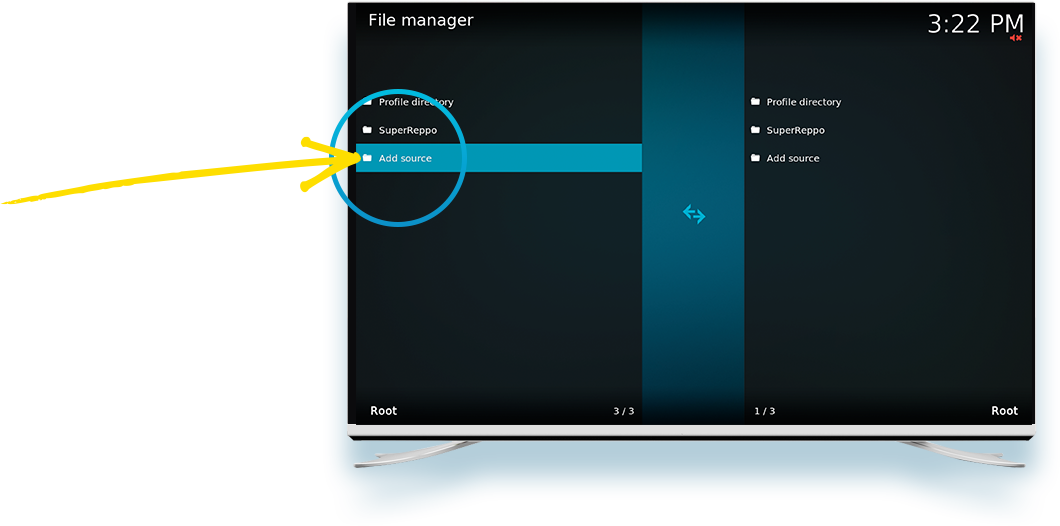 File manager
3:22 PM
Profile directory
SuperReppo
Add source
Profile directory
SuperReppo
Add source
Root
3 / 3
1 / 3
Root